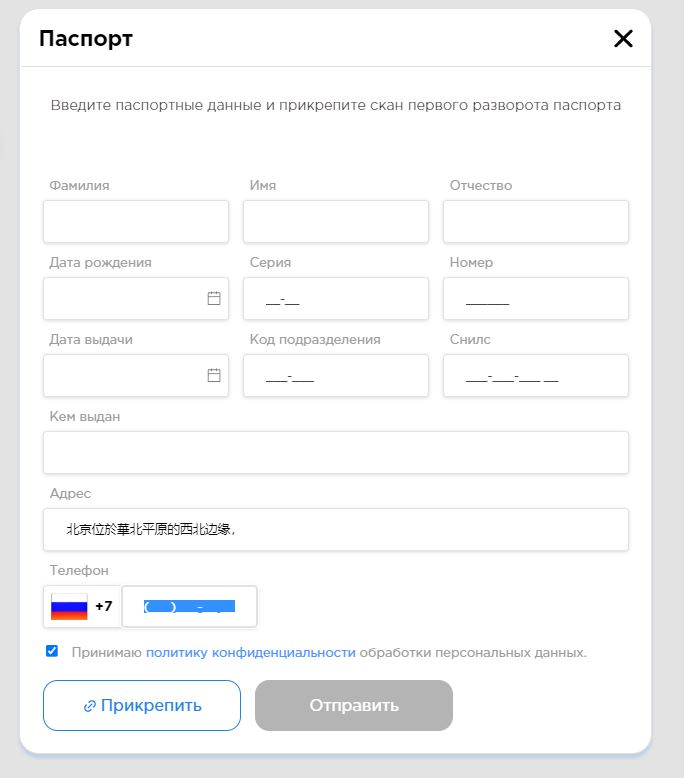 Паспорт
Введите паспортные данные и прикрепите скан первого разворота паспорта
Фамилия Имя Отчество
Дата рождения Серия Номер
__-__ ______
Дата выдачи Код подразделения Снилс
___-___ ___-___-___ __
Кем выдан
Адрес
北京位於華北平原的西北边缘,
Телефон
+7 (___)___-__-__
Принимаю политику конфиденциальности обработки персональных данных.
Прикрепить Отправить